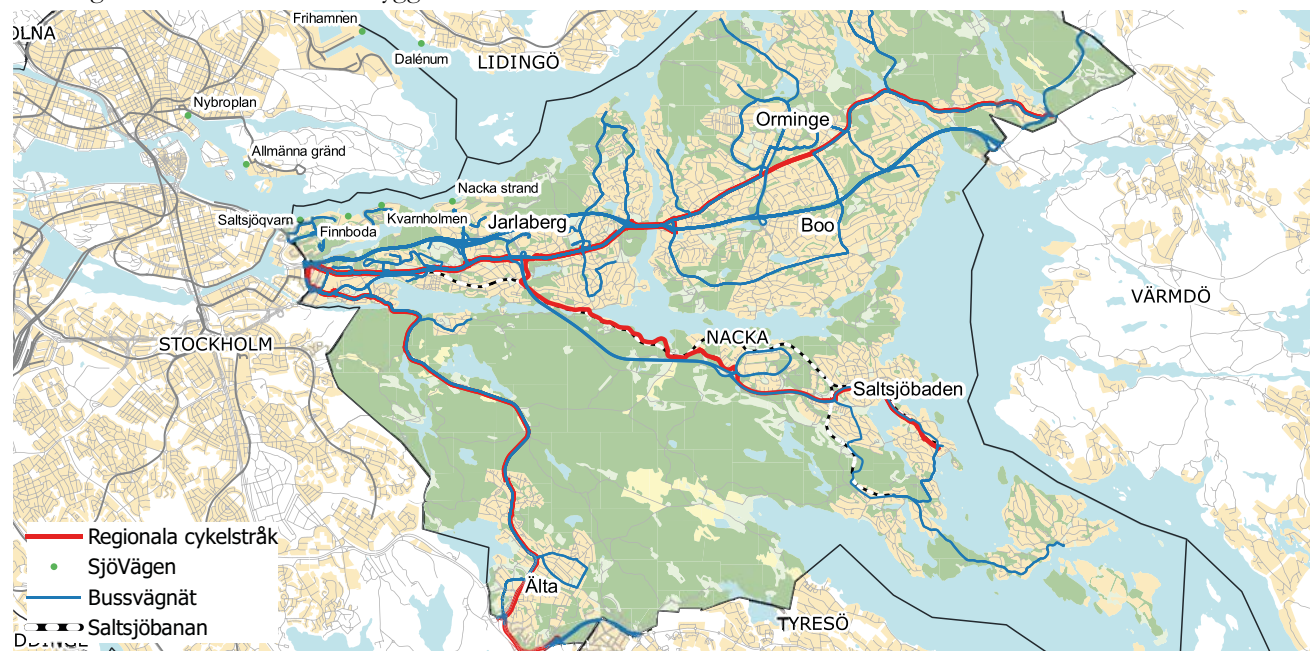 Frihamnen
OLNA
Dalénum
LIDINGÖ
Nybroplan
Orminge
Allmänna gränd
Nacka strand
Saltsjöqvarn
Kvarnholmen
Jarlaberg
Finnboda
Boo
VÄRMDÖ
NACKA
STOCKHOLM
Saltsjöbaden
Regionala cykelstråk
SjöVägen
Bussvägnät
Älta
Saltsjöbanan
TYRESÖ